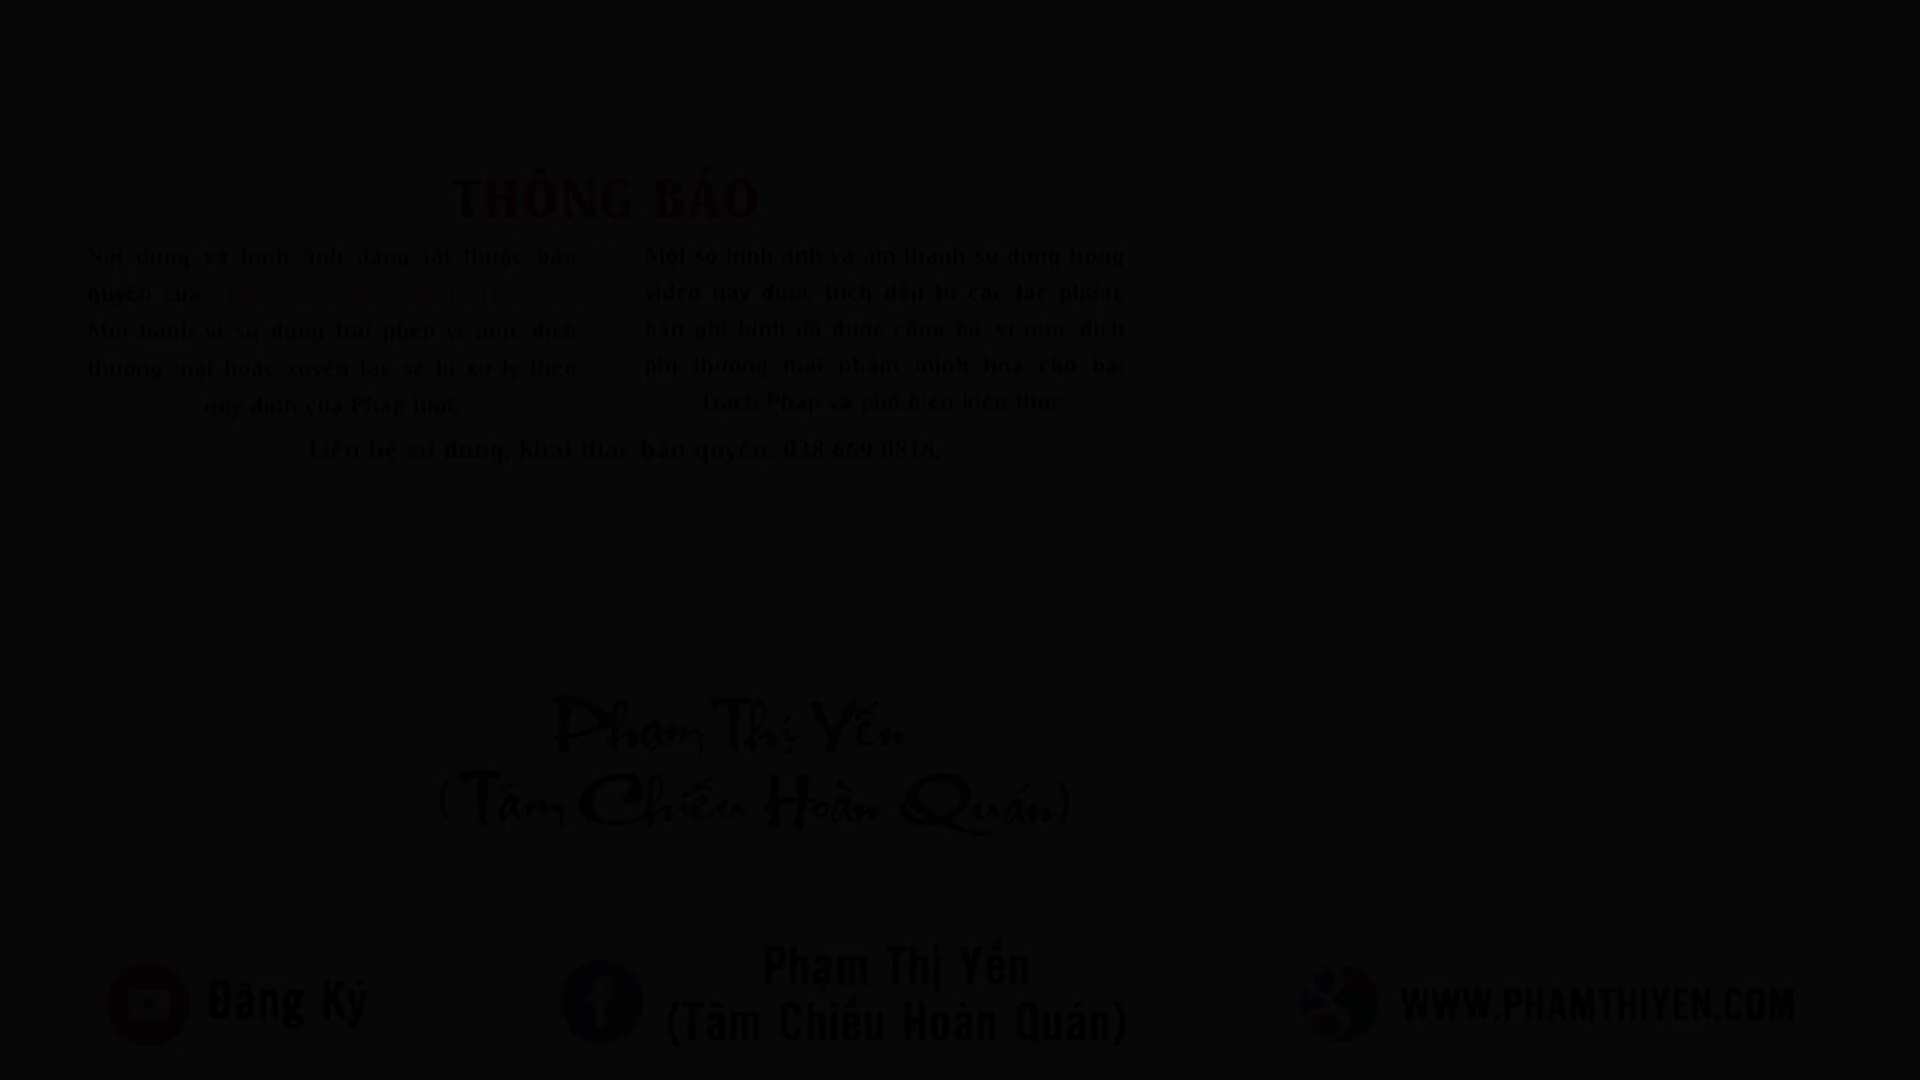 THÔNG BÁO
Nội dung và hình ảnh đăng tải thuộc bản
quyền của
Mọi hành vi sử dụng trái phép vì mục đích
thương mại hoặc xuyên tạc sẽ bị xử lý theo
quy định của Pháp luật.
Một số hình ảnh và âm thanh sử dụng trong
video này được trích dẫn từ các tác phẩm,
bản ghi hình đã được công bố vì mục đích
phi thương mại nhằm minh họa cho bài
trạch Pháp và phổ biến kiến thức
Liên hệ sử dụng, khai thác bản quyền: 038 669 0818.
Phạm Thị Yến
(Tâm Chiếu Hoàn Quán)
Đăng Ký
Phạm Thị Yến
(Tâm Chiếu Hoàn Quán)
WWW.PHAMTHIYEN.COM